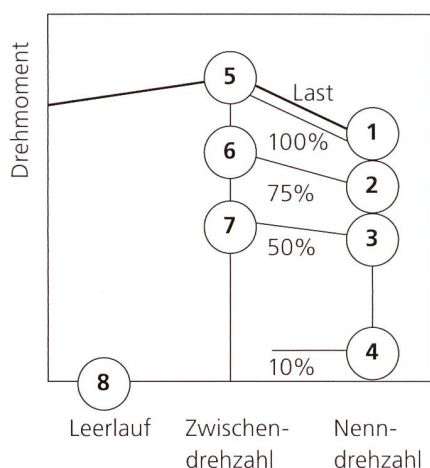 Drehmoment
5
Last
1
100%
6
2
75%
7
3
50%
4
10%
8
Leerlauf
Zwischen-
drehzahl
Nenn-
drehzahl